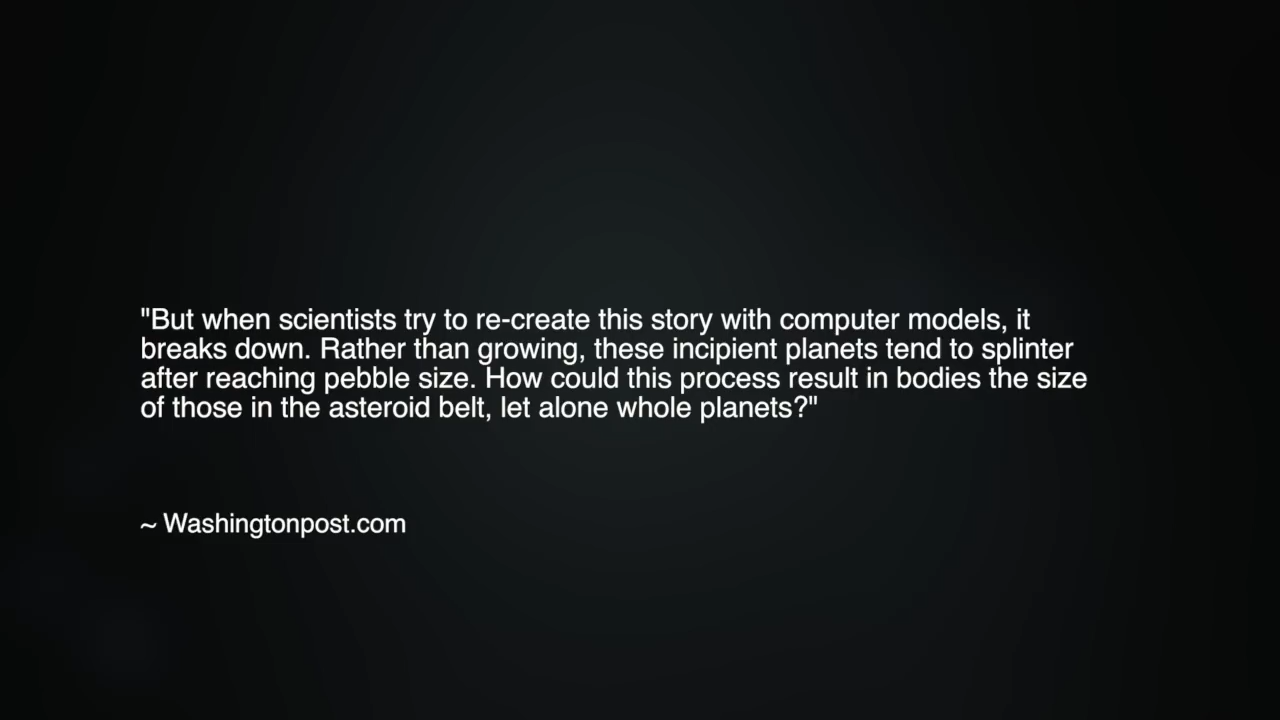 "But when scientists try to re-create this story with computer models, it
breaks down. Rather than growing, these incipient planets tend to splinter
after reaching pebble size. How could this process result in bodies the size
of those in the asteroid belt, let alone whole planets?"
~ Washingtonpost.com